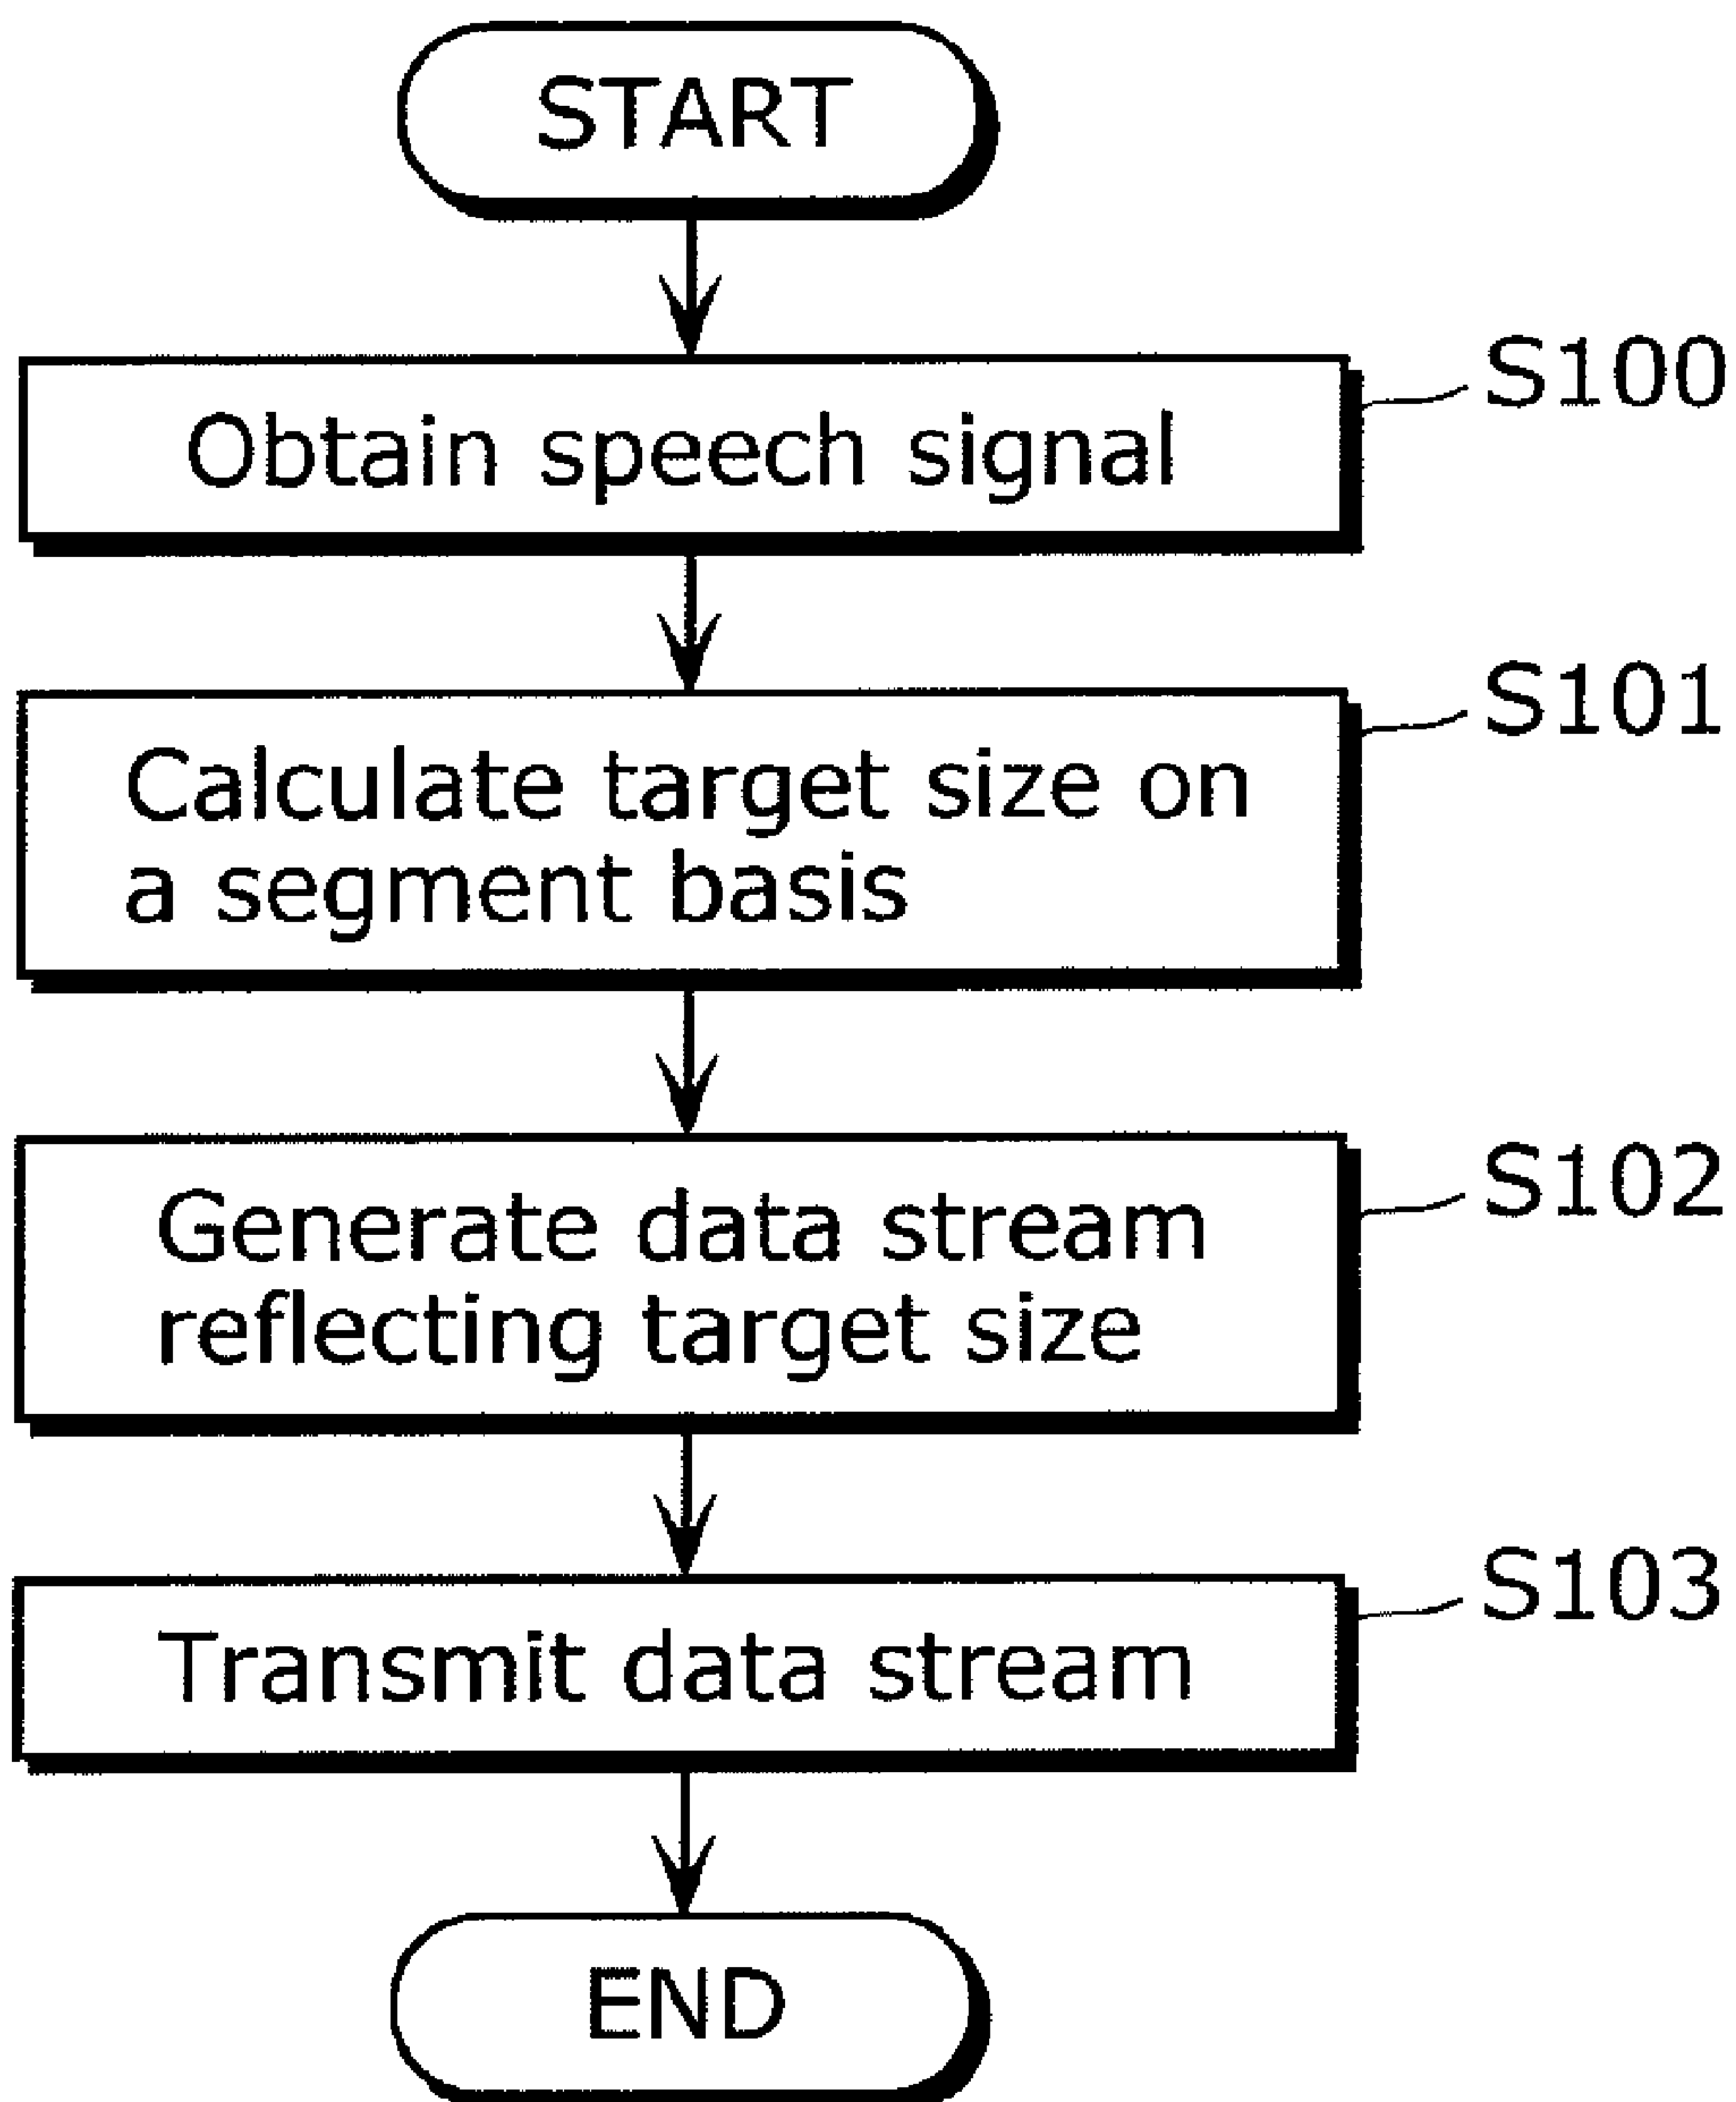 START
S100
Obtain speech signal
S101
Calculate target size on
a segment basis
S102
Generate data stream
reflecting target size
S103
Transmit data stream
END